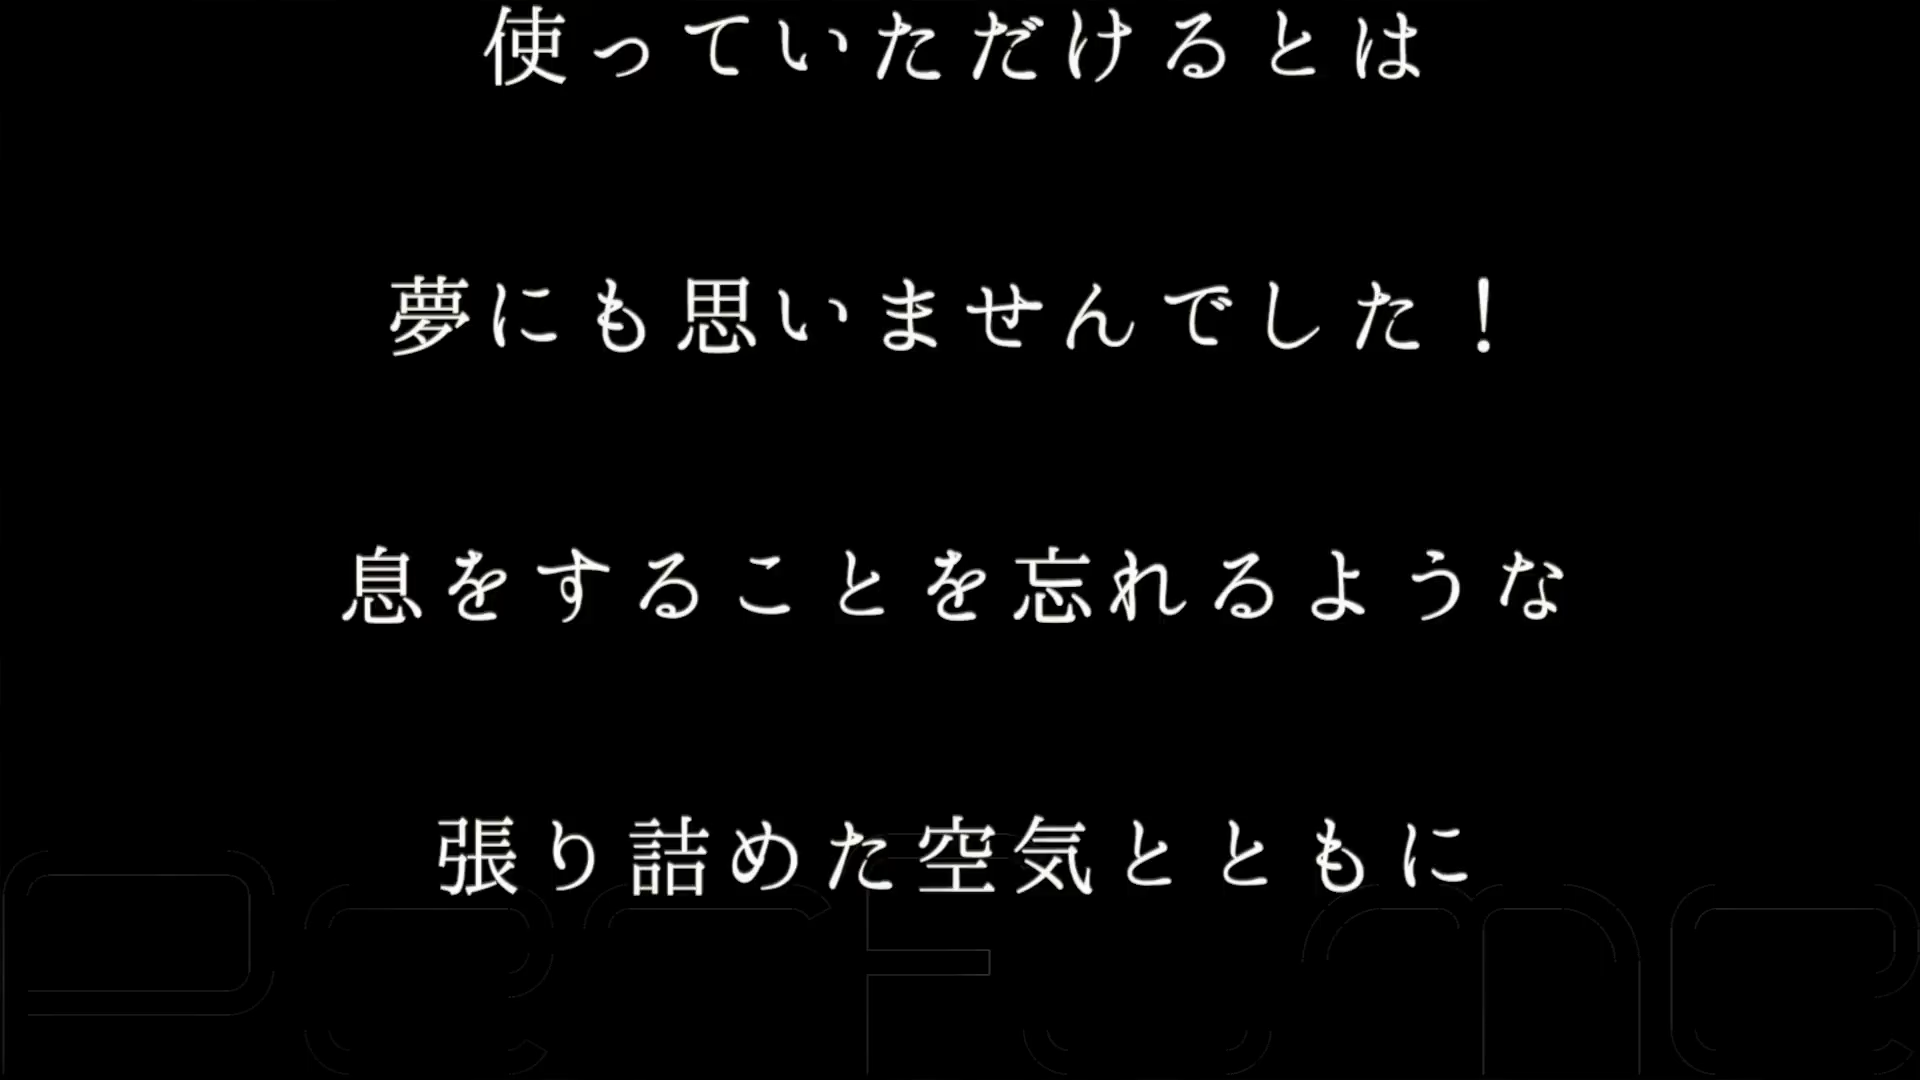 使っていただけるとは
夢にも思いませんでした！
息をすることを忘れるような
張り詰めた空気とともに
Perfume